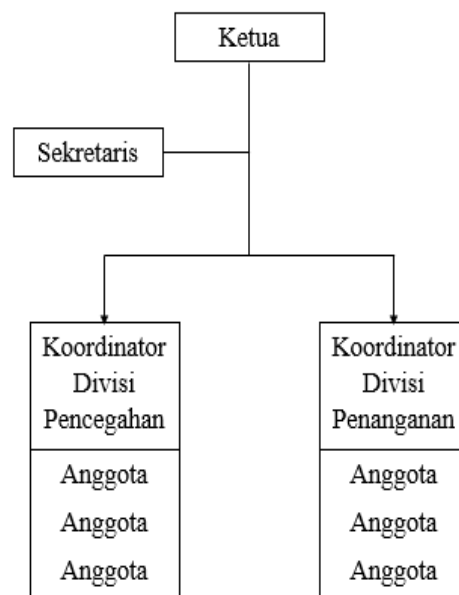 Ketua
Sekretaris
Koordinator
Divisi
Pencegahan
Anggota
Anggota
Anggota
Koordinator
Divisi
Penanganan
Anggota
Anggota
Anggota